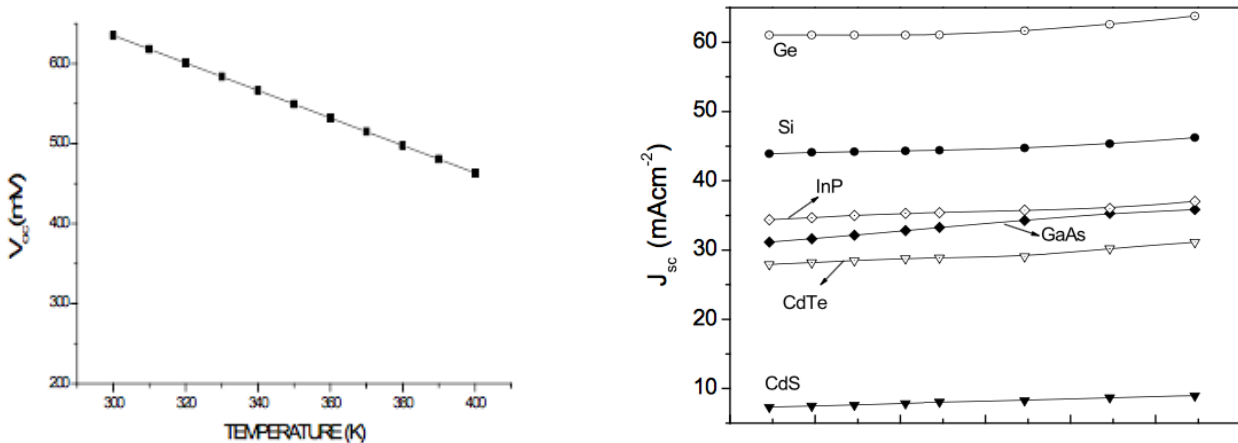 600
500
400
300
200
V_oc (mV)
300 320 340 360 380 400
TEMPERATURE (K)
60
50
40
30
20
10
J_sc (mAcm⁻²)
Ge
Si
InP
GaAs
CdTe
CdS